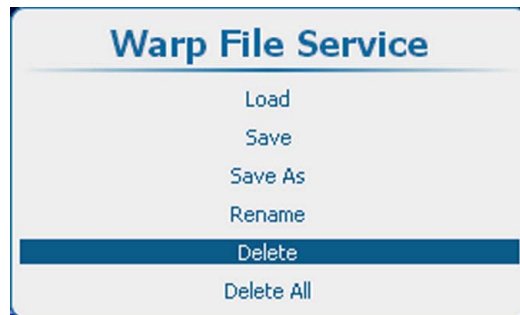 Warp File Service
Load
Save
Save As
Rename
Delete
Delete All